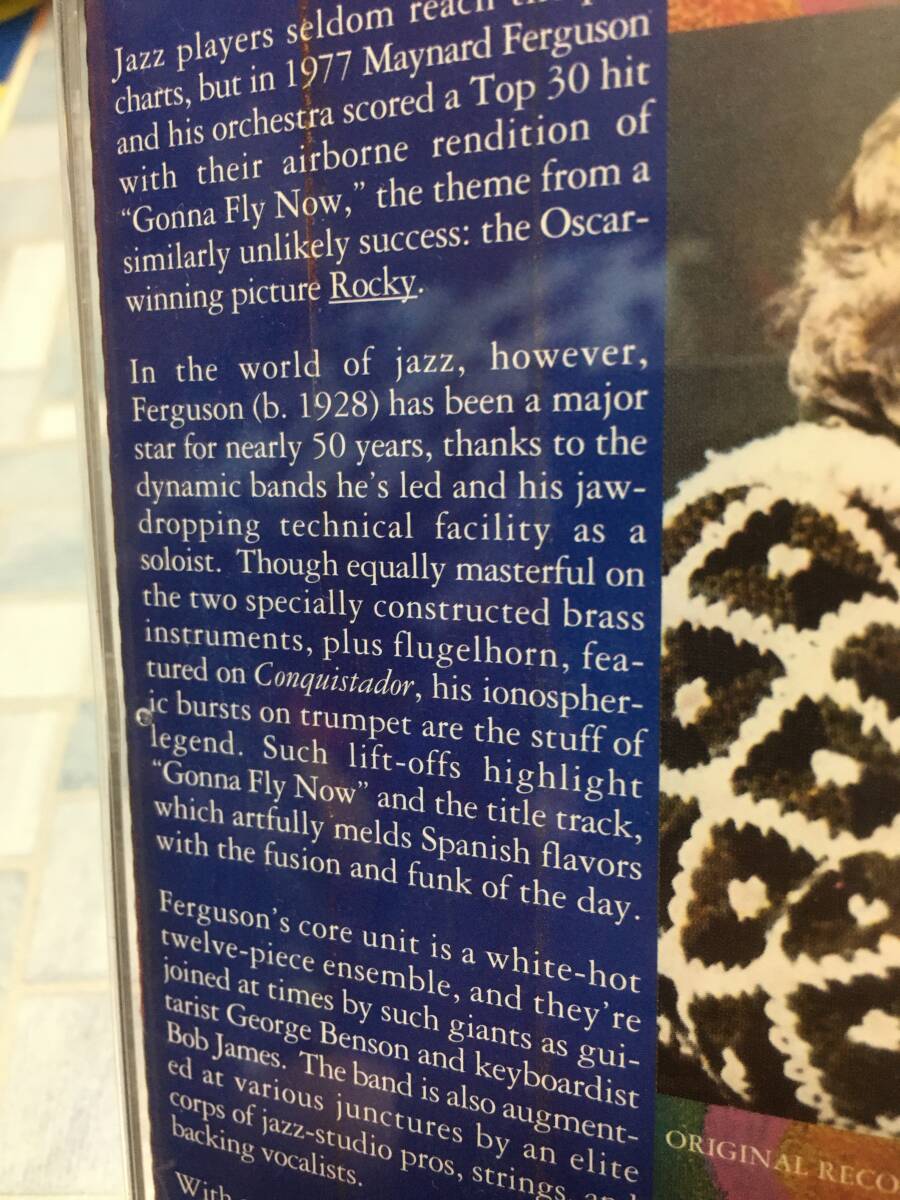 Jazz players seldom reach
charts, but in 1977 Maynard Ferguson
and his orchestra scored a Top 30 hit
with their airborne rendition of
“Gonna Fly Now,” the theme from a
similarly unlikely success: the Oscar-
winning picture Rocky.
In the world of jazz, however,
Ferguson (b. 1928) has been a major
star for nearly 50 years, thanks to the
dynamic bands he's led and his jaw-
dropping technical facility as a
soloist. Though equally masterful on
the two specially constructed brass
instruments, plus flugelhorn, fea-
tured on Conquistador, his ionospher-
ic bursts on trumpet are the stuff of
legend. Such lift-offs highlight
“Gonna Fly Now” and the title track,
which artfully melds Spanish flavors
with the fusion and funk of the day.
Ferguson's core unit is a white-hot
twelve-piece ensemble, and they're
joined at times by such giants as gui-
tarist George Benson and keyboardist
Bob James. The band is also augment-
ed at various junctures by an elite
corps of jazz-studio pros, strings and
backing vocalists.
With
ORIGINAL RECO